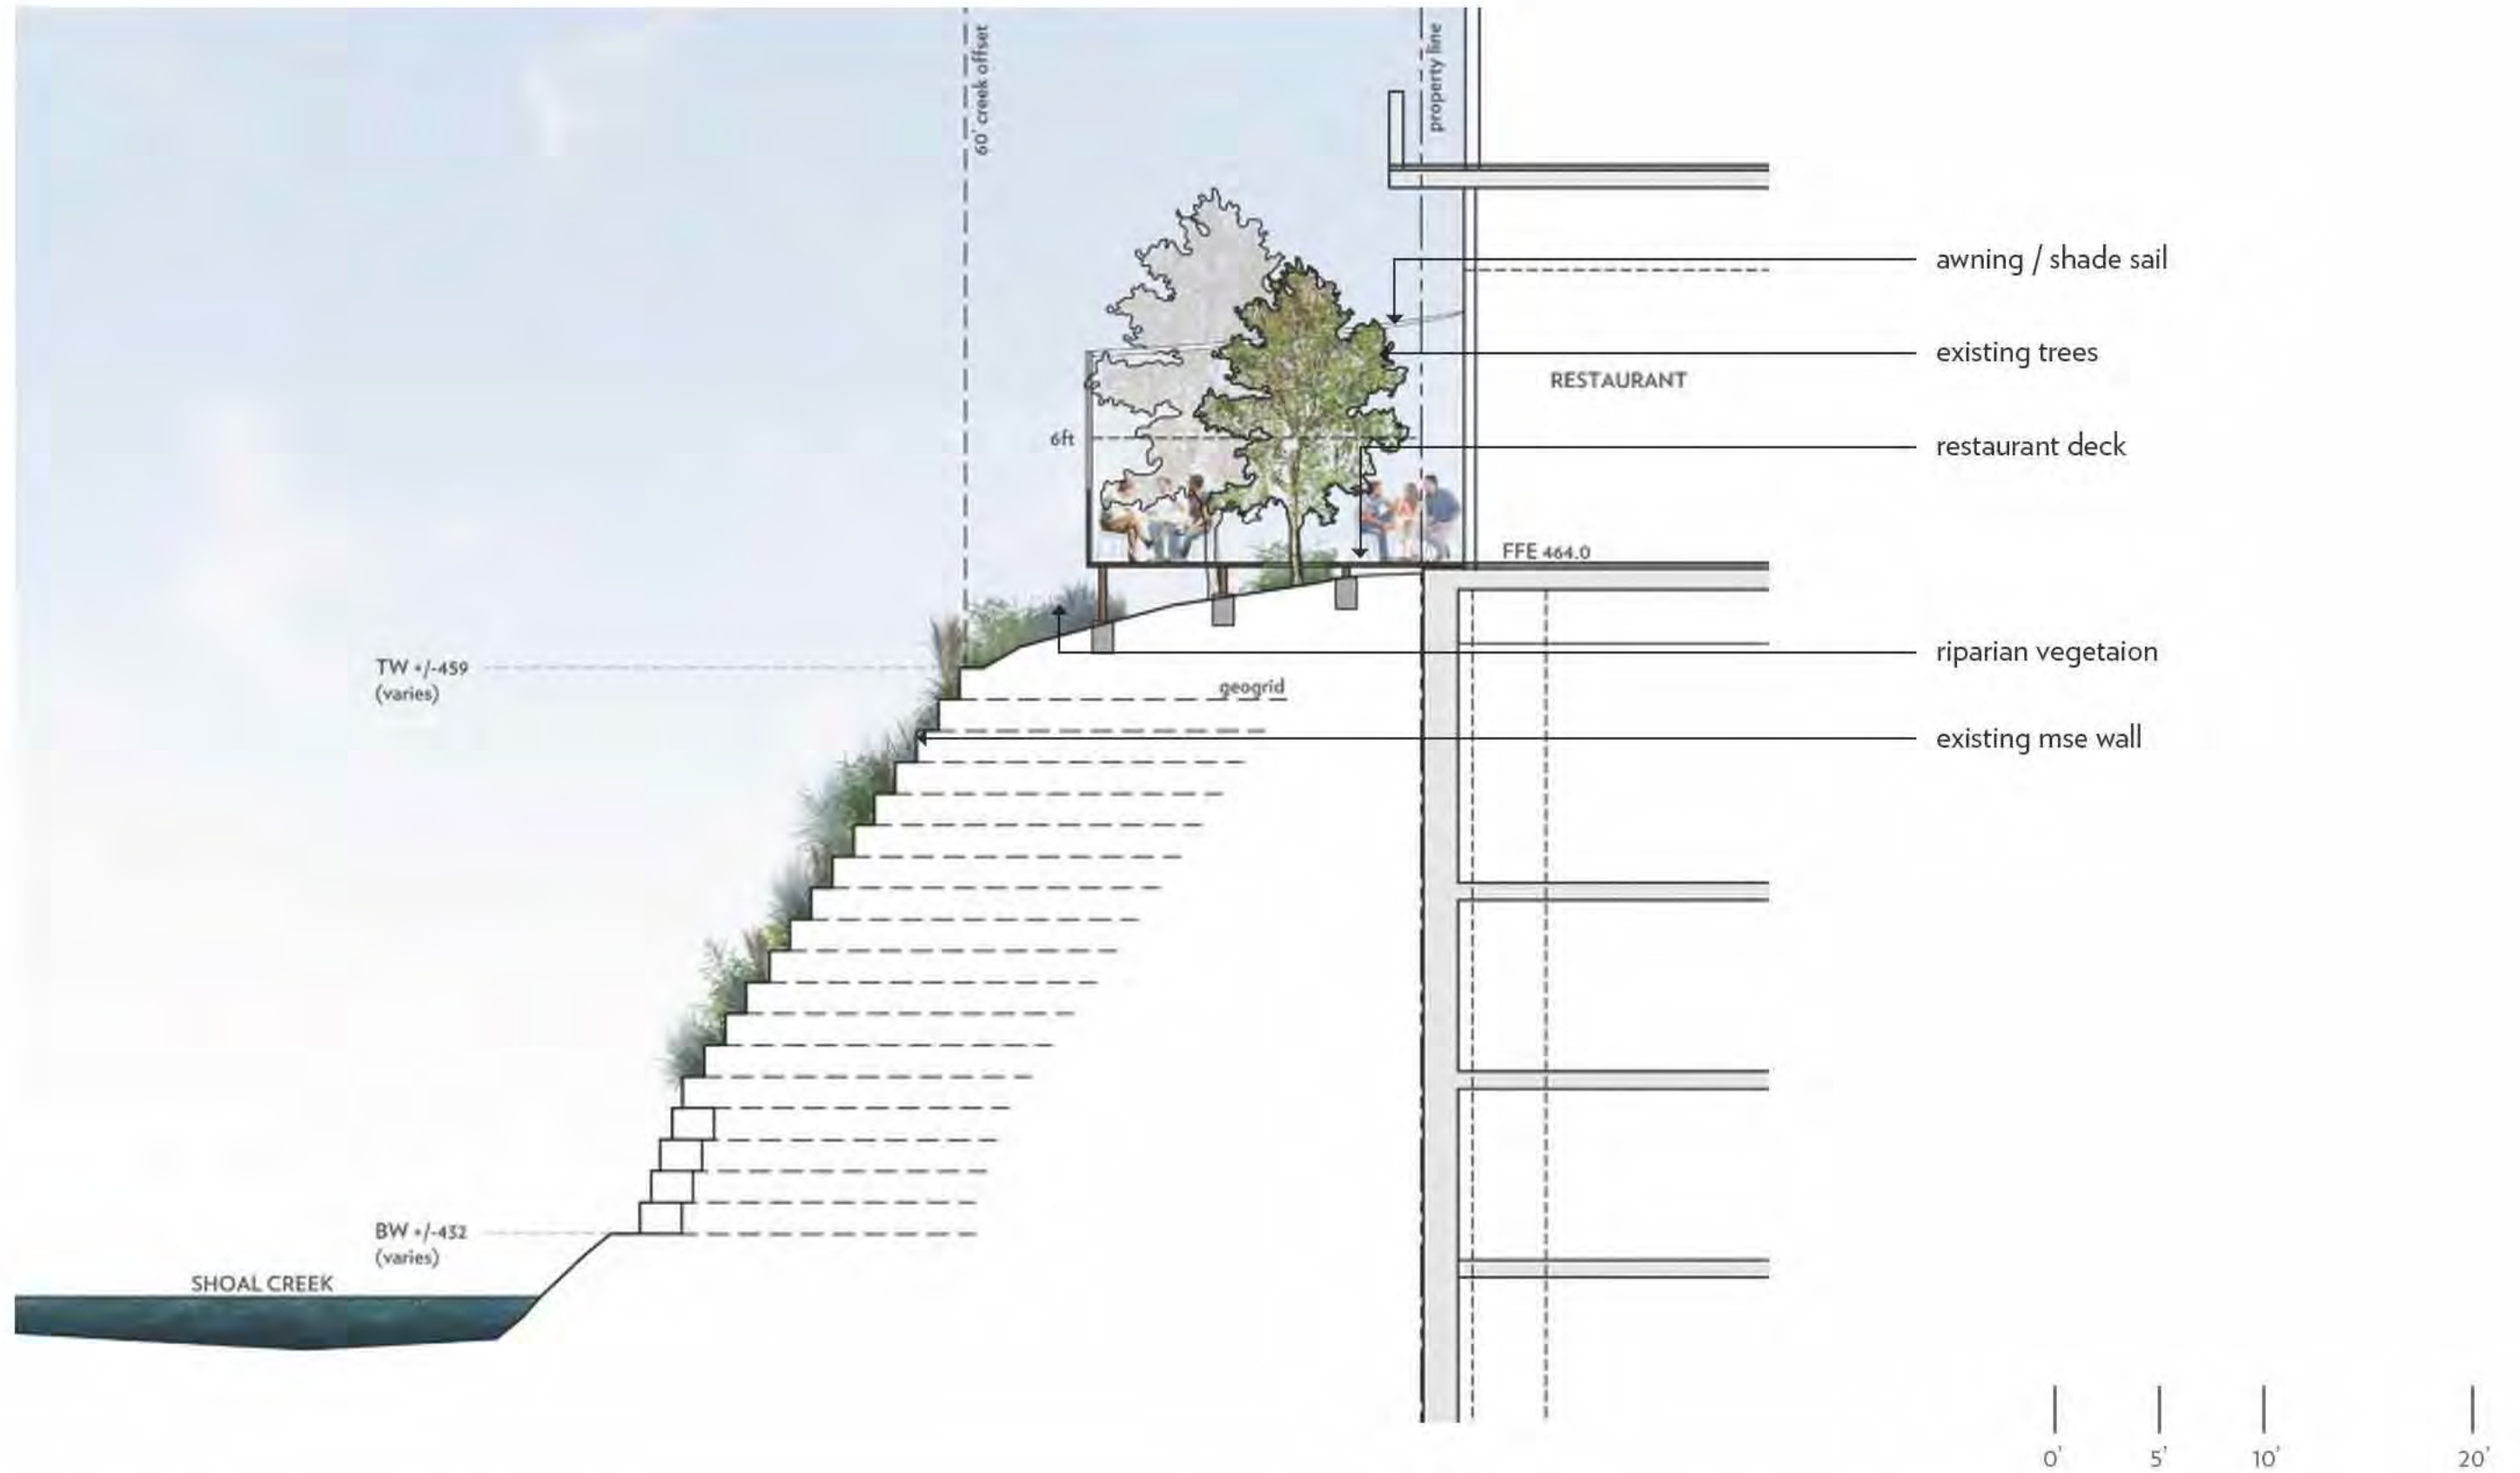 60' creek offset
property line
awning / shade sail
existing trees
RESTAURANT
6ft
restaurant deck
FFE 464.0
riparian vegetaion
TW +/-459
(varies)
geogrid
existing mse wall
BW +/-432
(varies)
SHOAL CREEK
0' 5' 10' 20'